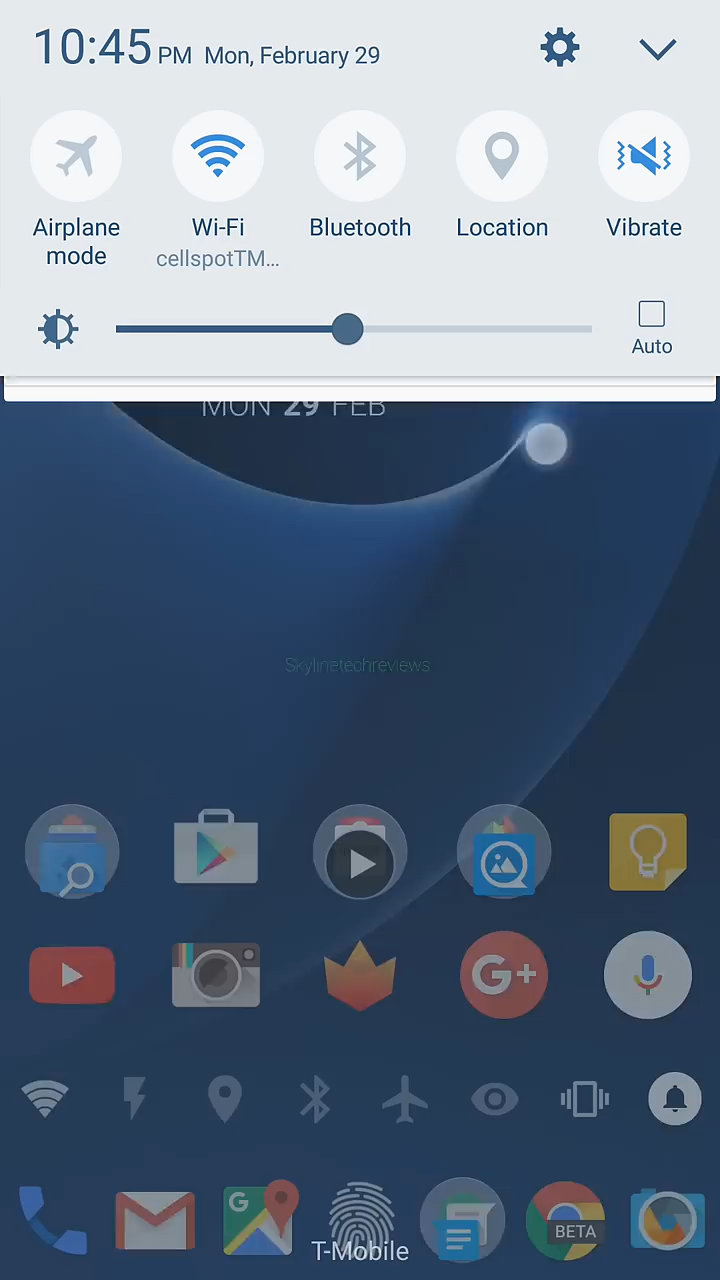 10:45 PM Mon, February 29
Airplane mode
Wi-Fi
cellspotTM...
Bluetooth
Location
Vibrate
Auto
MON 29 FEB
Skylinetechreviews
G+
G
BETA
T-Mobile